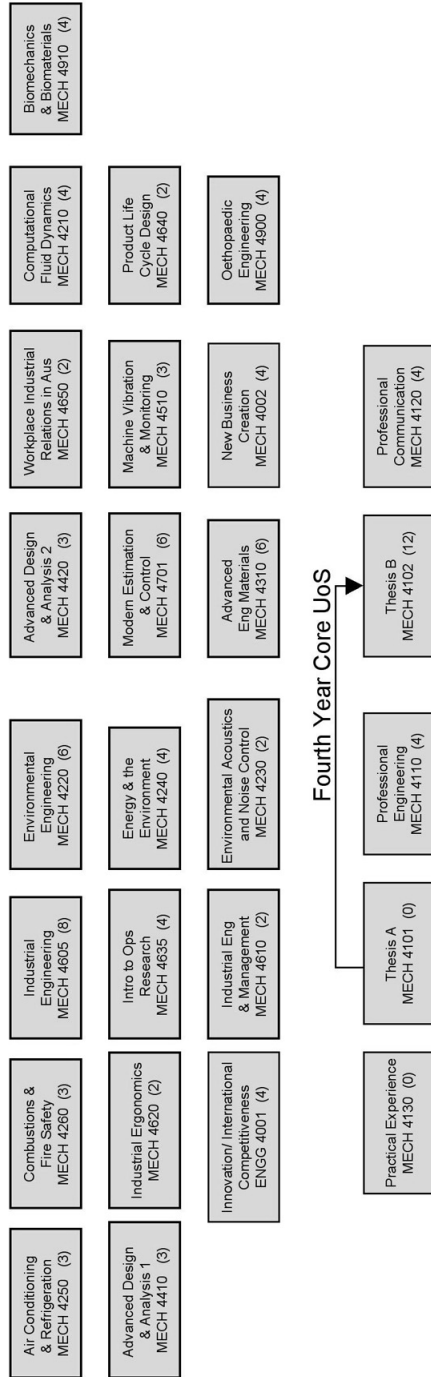 Air Conditioning
& Refrigeration
MECH 4250 (3)
Combustions &
Fire Safety
MECH 4260 (3)
Industrial
Engineering
MECH 4605 (8)
Environmental
Engineering
MECH 4220 (6)
Advanced Design
& Analysis 2
MECH 4420 (3)
Workplace Industrial
Relations in Aus
MECH 4650 (2)
Computational
Fluid Dynamics
MECH 4210 (4)
Biomechanics
& Biomaterials
MECH 4910 (4)
Advanced Design
& Analysis 1
MECH 4410 (3)
Industrial Ergonomics
MECH 4620 (2)
Intro to Ops
Research
MECH 4635 (4)
Energy & the
Environment
MECH 4240 (4)
Modern Estimation
& Control
MECH 4701 (6)
Machine Vibration
& Monitoring
MECH 4510 (3)
Product Life
Cycle Design
MECH 4640 (2)
Innovation/ International
Competitiveness
ENGG 4001 (4)
Industrial Eng
& Management
MECH 4610 (2)
Environmental Acoustics
and Noise Control
MECH 4230 (2)
Advanced
Eng Materials
MECH 4310 (6)
New Business
Creation
MECH 4002 (4)
Oethopaedic
Engineering
MECH 4900 (4)
Fourth Year Core UoS
Practical Experience
MECH 4130 (0)
Thesis A
MECH 4101 (0)
Professional
Engineering
MECH 4110 (4)
Thesis B
MECH 4102 (12)
Professional
Communication
MECH 4120 (4)